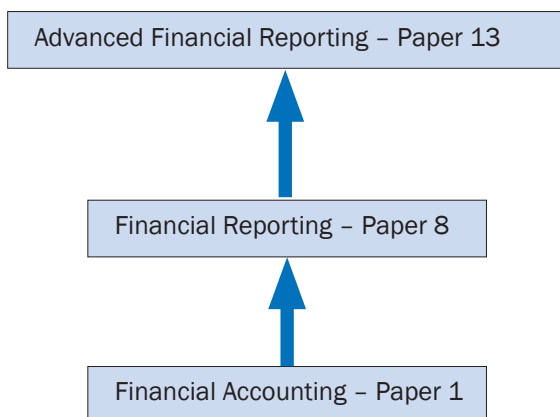 Advanced Financial Reporting – Paper 13
Financial Reporting – Paper 8
Financial Accounting – Paper 1